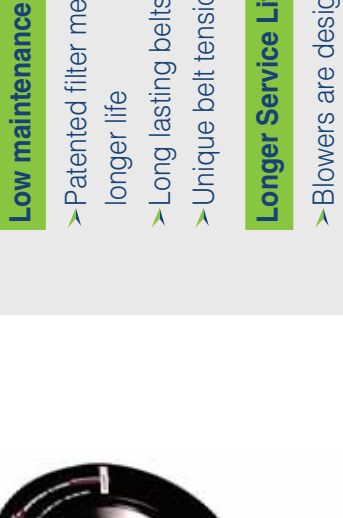 Low maintenance
➢Patented filter me
longer life
➢Long lasting belts
➢Unique belt tensio
Longer Service Li
➢Blowers are desig